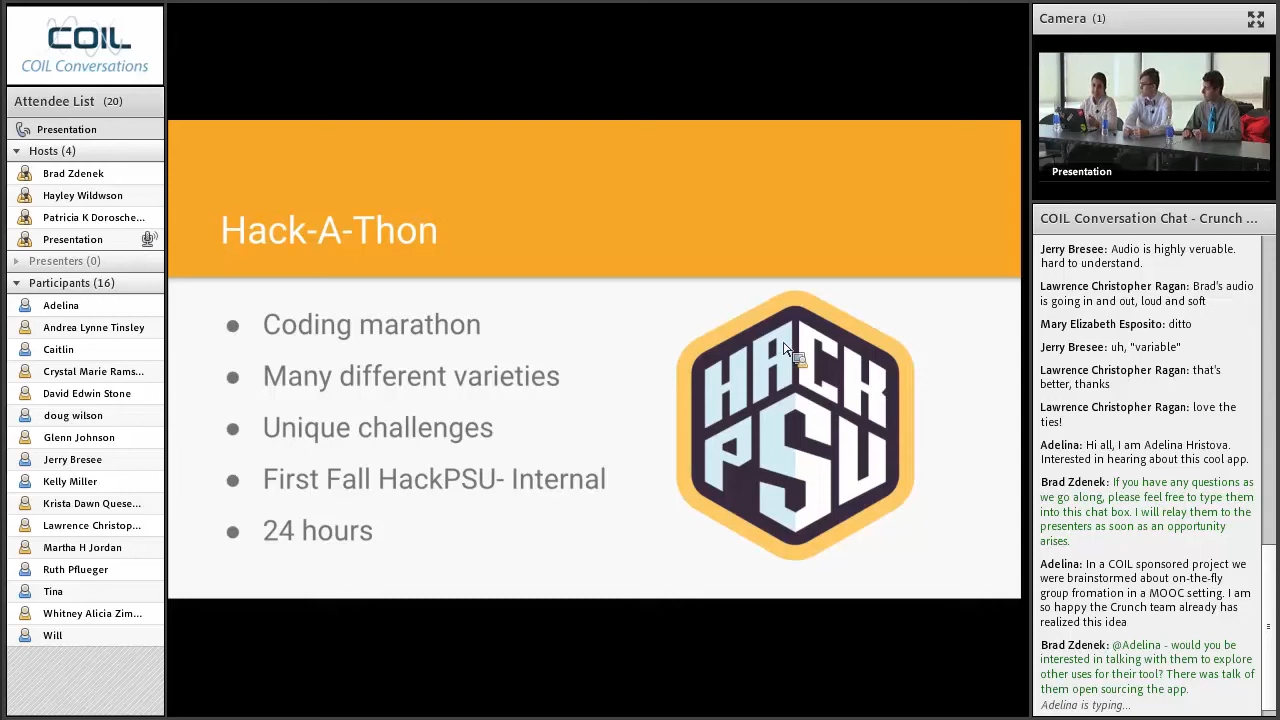 COIL
COIL Conversations
Attendee List (20)
Presentation
Hosts (4)
Brad Zdenek
Hayley Wildwson
Patricia K Dorosche...
Presentation
Presenters (0)
Participants (16)
Adelina
Andrea Lynne Tinsley
Caitlin
Crystal Marie Rams...
David Edwin Stone
doug wilson
Glenn Johnson
Jerry Bresee
Kelly Miller
Krista Dawn Quese...
Lawrence Christop...
Martha H Jordan
Ruth Pflueger
Tina
Whitney Alicia Zim...
Will
Hack-A-Thon
● Coding marathon
● Many different varieties
● Unique challenges
● First Fall HackPSU- Internal
● 24 hours
HACK
PSU
Camera (1)
Presentation
COIL Conversation Chat - Crunch ...
Jerry Bresee: Audio is highly veruable.
hard to understand.
Lawrence Christopher Ragan: Brad's audio
is going in and out, loud and soft
Mary Elizabeth Esposito: ditto
Jerry Bresee: uh, "variable"
Lawrence Christopher Ragan: that's
better, thanks
Lawrence Christopher Ragan: love the
ties!
Adelina: Hi all, I am Adelina Hristova.
Interested in hearing about this cool app.
Brad Zdenek: If you have any questions as
we go along, please feel free to type them
into this chat box. I will relay them to the
presenters as soon as an opportunity
arises.
Adelina: In a COIL sponsored project we
were brainstormed about on-the-fly
group fromation in a MOOC setting. I am
so happy the Crunch team already has
realized this idea
Brad Zdenek: @Adelina - would you be
interested in talking with them to explore
other uses for their tool? There was talk of
them open sourcing the app.
Adelina is typing...